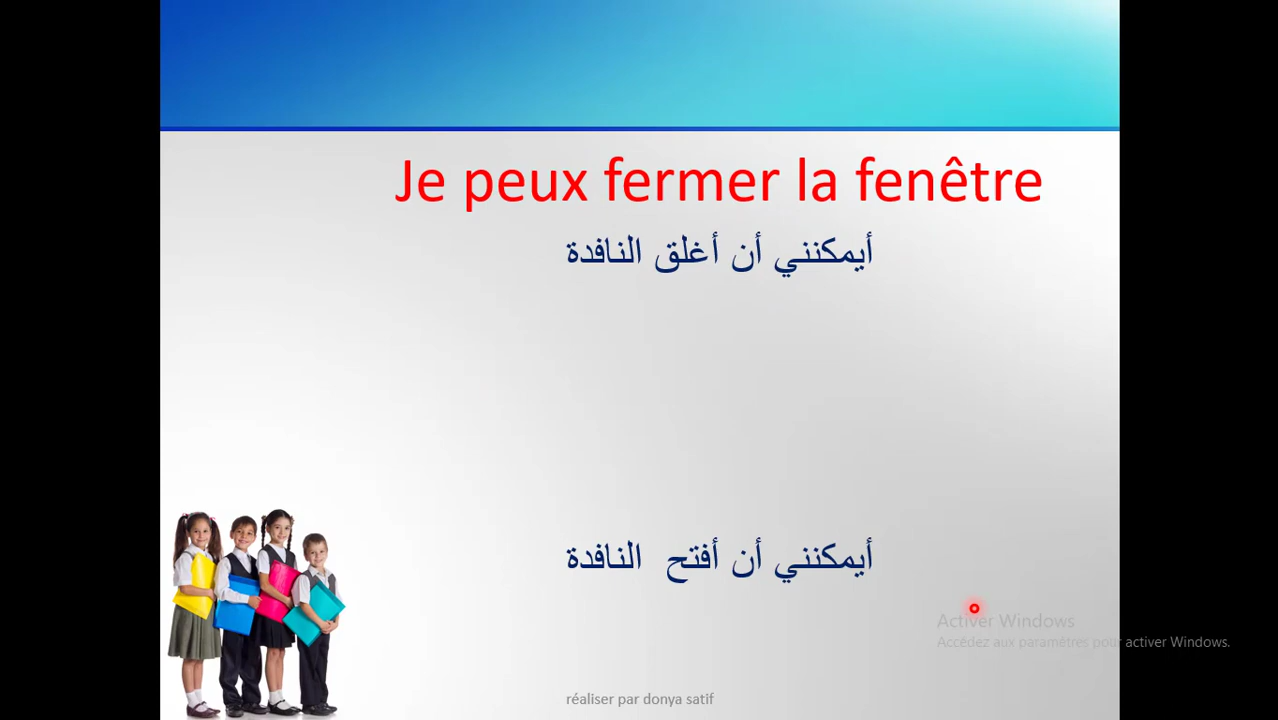 Je peux fermer la fenêtre
أيمكنني أن أغلق النافدة
أيمكنني أن أفتح النافدة
Activer Windows
Accédez aux paramètres pour activer Windows.
réaliser par donya satif